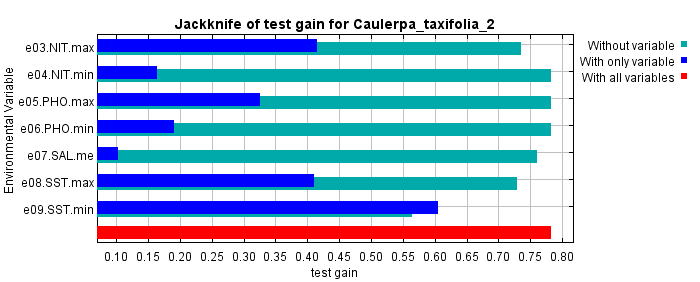 Jackknife of test gain for Caulerpa_taxifolia_2
Environmental Variable
e03.NIT.max
e04.NIT.min
e05.PHO.max
e06.PHO.min
e07.SAL.me
e08.SST.max
e09.SST.min
0.10 0.15 0.20 0.25 0.30 0.35 0.40 0.45 0.50 0.55 0.60 0.65 0.70 0.75 0.80
test gain
Without variable
With only variable
With all variables